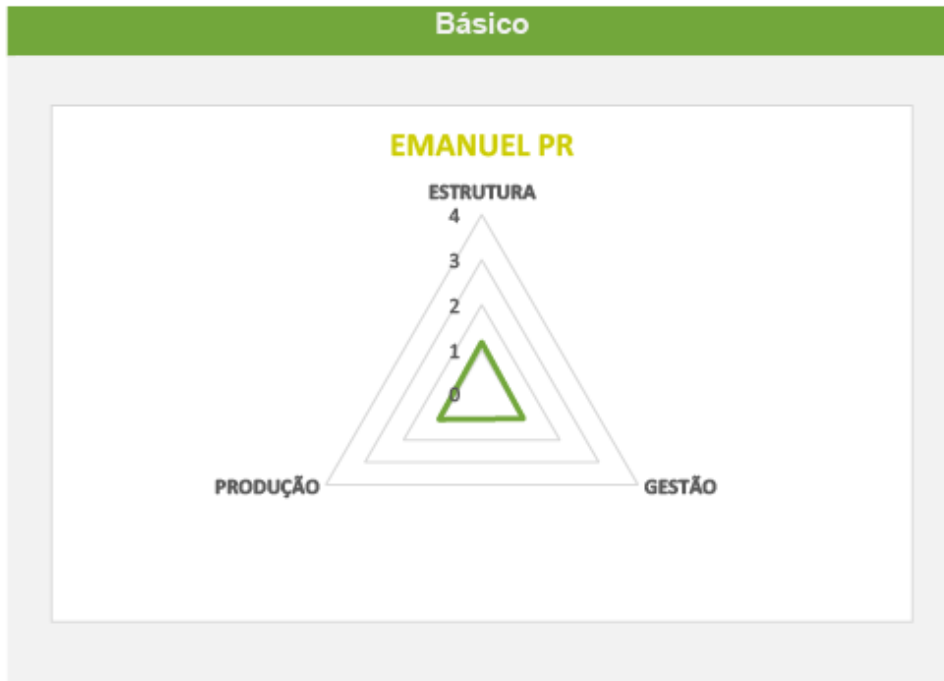 Básico
EMANUEL PR
ESTRUTURA
4
3
2
1
0
PRODUÇÃO
GESTÃO